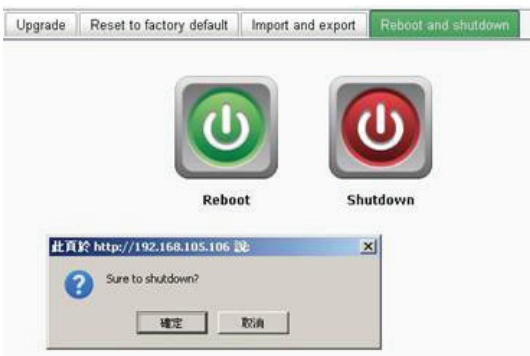 Upgrade Reset to factory default Import and export Reboot and shutdown
Reboot Shutdown
此頁於 http://192.168.105.106 說:
Sure to shutdown?
確定 取消